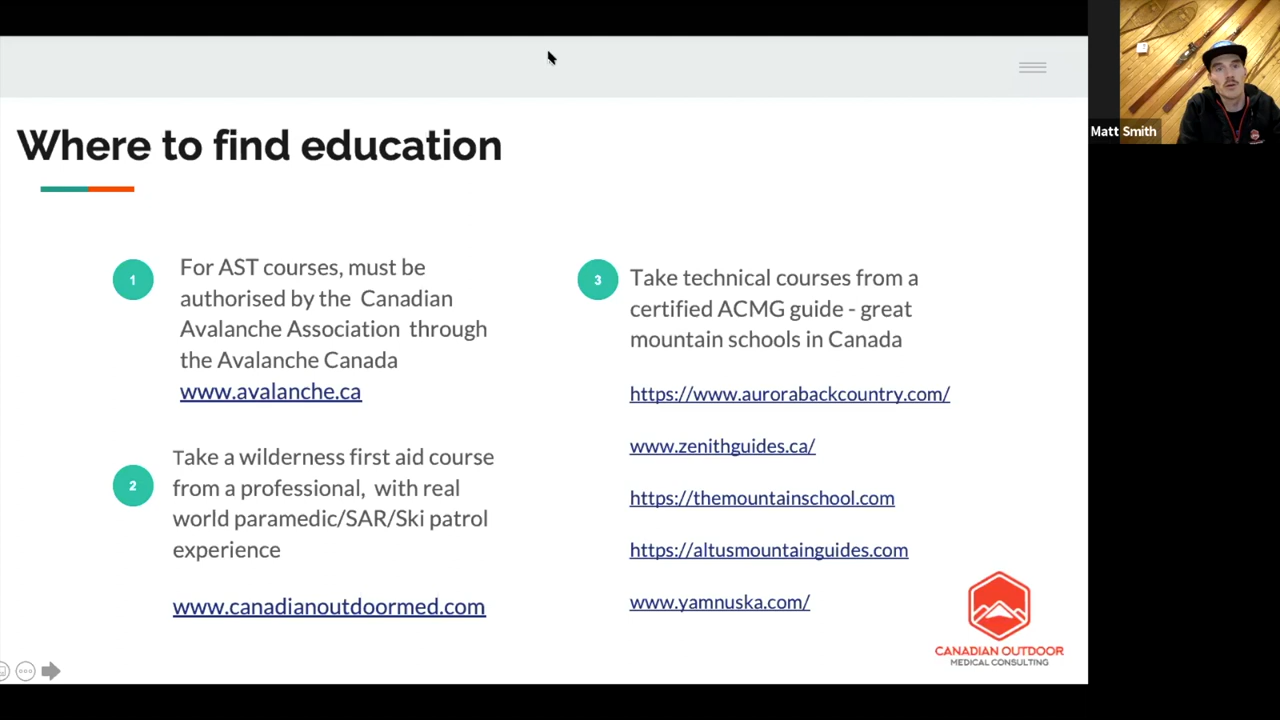 Where to find education
1
For AST courses, must be
authorised by the Canadian
Avalanche Association through
the Avalanche Canada
www.avalanche.ca
2
Take a wilderness first aid course
from a professional, with real
world paramedic/SAR/Ski patrol
experience
www.canadianoutdoormed.com
3
Take technical courses from a
certified ACMG guide - great
mountain schools in Canada
https://www.aurorabackcountry.com/
www.zenithguides.ca/
https://themountainschool.com
https://altusmountainguides.com
www.yamnuska.com/
CANADIAN OUTDOOR
MEDICAL CONSULTING
Matt Smith